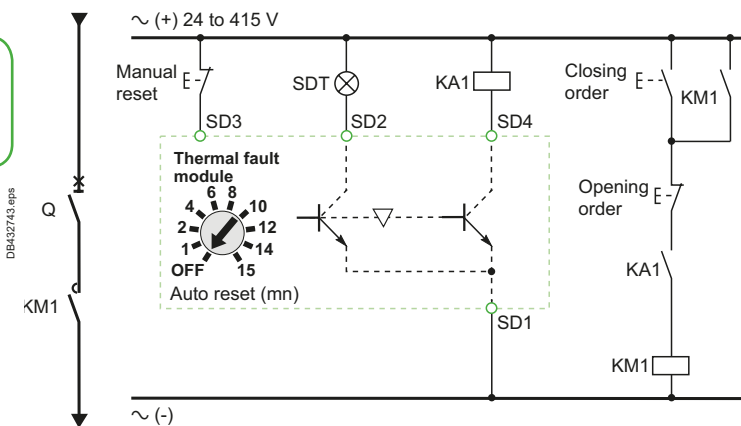 ∼ (+) 24 to 415 V
Manual
reset
SDT
KA1
Closing
order
KM1
SD3
SD2
SD4
Thermal fault
module
6 8
4 10
2 12
1 14
OFF 15
Auto reset (mn)
SD1
Opening
order
KA1
KM1
Q
KM1
DB432743.eps
∼ (-)